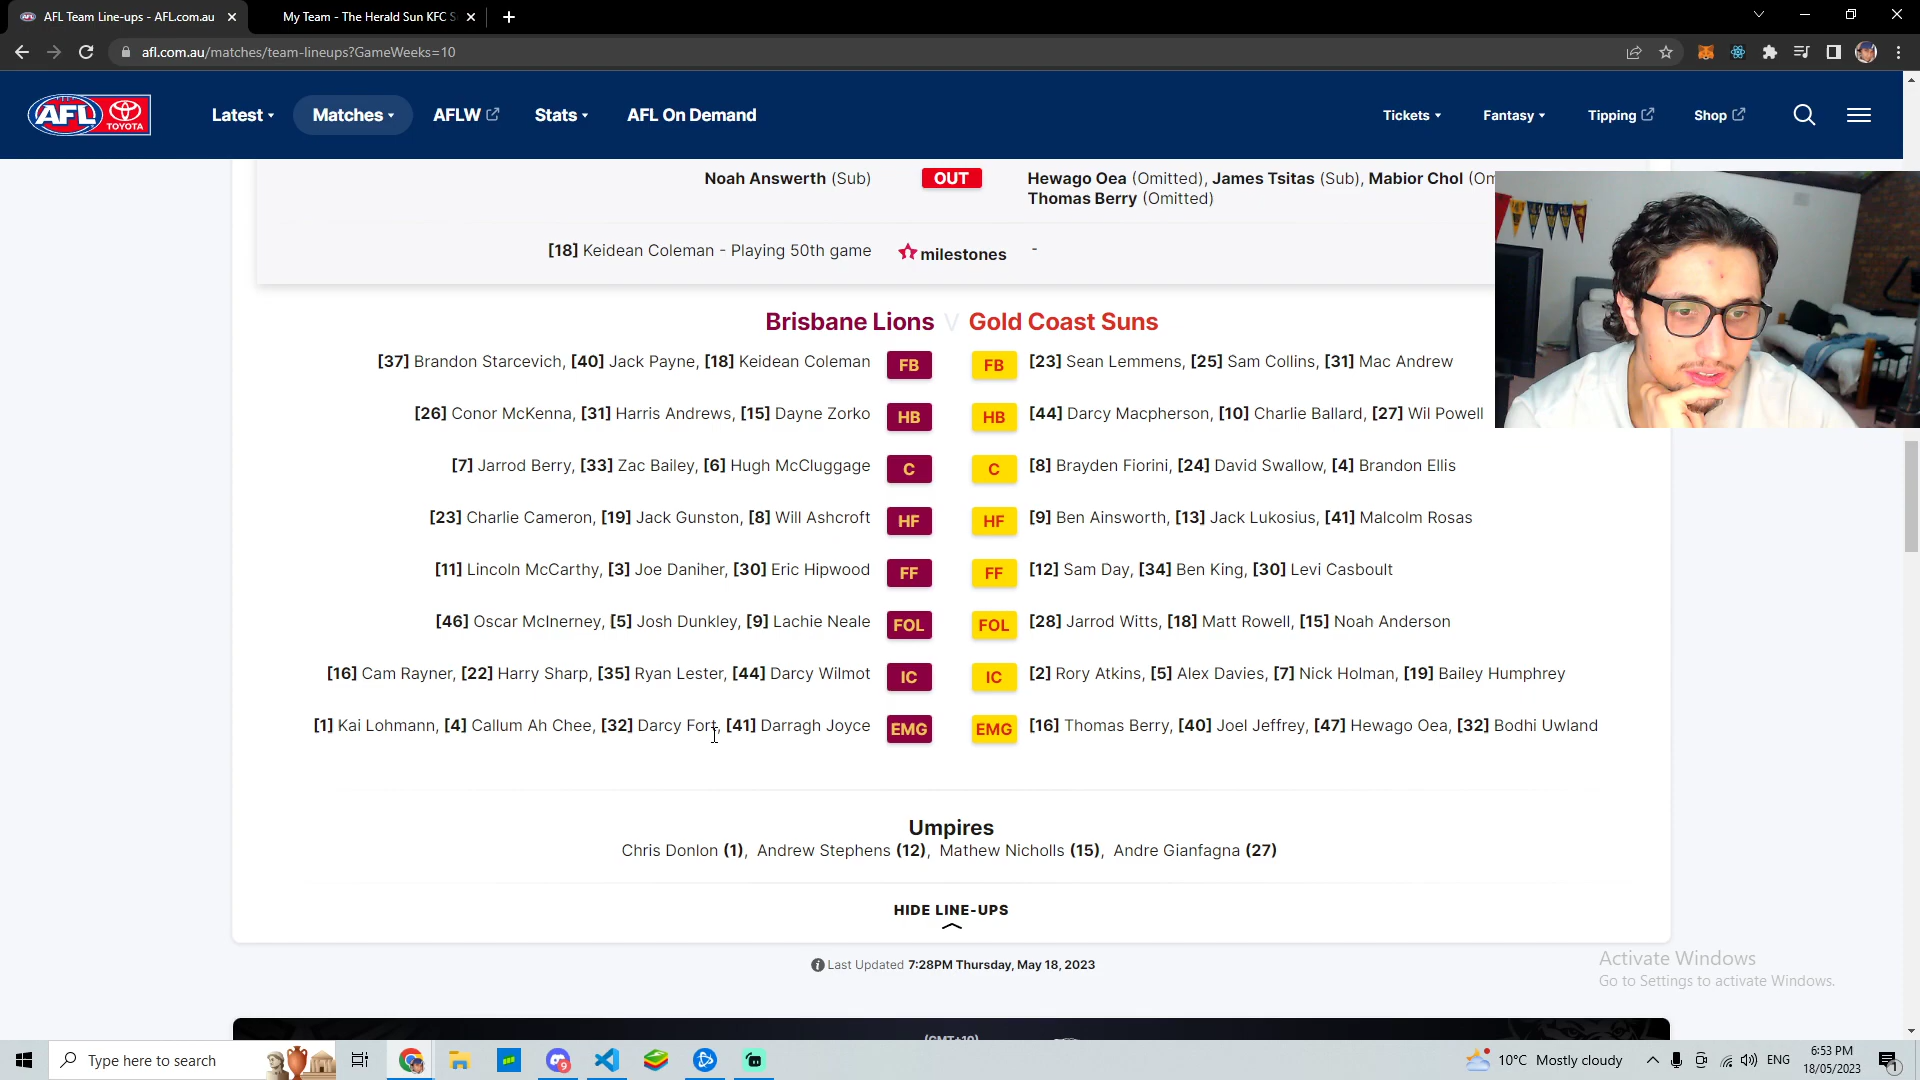 AFL Team Line-ups - AFL.com.au
My Team - The Herald Sun KFC S
afl.com.au/matches/team-lineups?GameWeeks=10
AFL TOYOTA
Latest Matches AFLW Stats AFL On Demand Tickets Fantasy Tipping Shop
Noah Answerth (Sub) OUT Hewago Oea (Omitted), James Tsitas (Sub), Mabior Chol (Om
Thomas Berry (Omitted)
[18] Keidean Coleman - Playing 50th game milestones -
Brisbane Lions V Gold Coast Suns
[37] Brandon Starcevich, [40] Jack Payne, [18] Keidean Coleman FB FB [23] Sean Lemmens, [25] Sam Collins, [31] Mac Andrew
[26] Conor McKenna, [31] Harris Andrews, [15] Dayne Zorko HB HB [44] Darcy Macpherson, [10] Charlie Ballard, [27] Wil Powell
[7] Jarrod Berry, [33] Zac Bailey, [6] Hugh McCluggage C C [8] Brayden Fiorini, [24] David Swallow, [4] Brandon Ellis
[23] Charlie Cameron, [19] Jack Gunston, [8] Will Ashcroft HF HF [9] Ben Ainsworth, [13] Jack Lukosius, [41] Malcolm Rosas
[11] Lincoln McCarthy, [3] Joe Daniher, [30] Eric Hipwood FF FF [12] Sam Day, [34] Ben King, [30] Levi Casboult
[46] Oscar McInerney, [5] Josh Dunkley, [9] Lachie Neale FOL FOL [28] Jarrod Witts, [18] Matt Rowell, [15] Noah Anderson
[16] Cam Rayner, [22] Harry Sharp, [35] Ryan Lester, [44] Darcy Wilmot IC IC [2] Rory Atkins, [5] Alex Davies, [7] Nick Holman, [19] Bailey Humphrey
[1] Kai Lohmann, [4] Callum Ah Chee, [32] Darcy Fort, [41] Darragh Joyce EMG EMG [16] Thomas Berry, [40] Joel Jeffrey, [47] Hewago Oea, [32] Bodhi Uwland
Umpires
Chris Donlon (1), Andrew Stephens (12), Mathew Nicholls (15), Andre Gianfagna (27)
HIDE LINE-UPS
Last Updated 7:28PM Thursday, May 18, 2023
Activate Windows
Go to Settings to activate Windows.
Type here to search
10°C Mostly cloudy
ENG
6:53 PM
18/05/2023